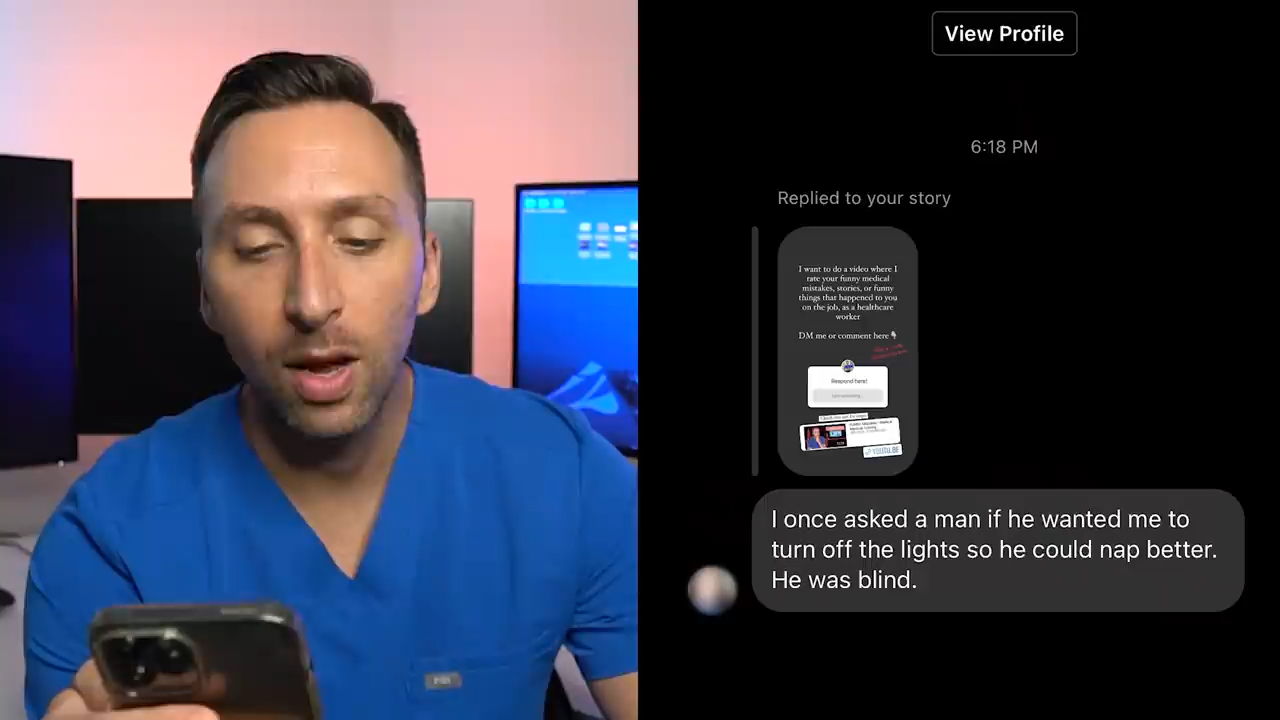 View Profile
6:18 PM
Replied to your story
I want to do a video where I
rate your funny medical
mistakes, stories, or funny
things that happened to you
on the job, as a healthcare
worker
DM me or comment here👇
Respond here!
YOUTU.BE
I once asked a man if he wanted me to
turn off the lights so he could nap better.
He was blind.